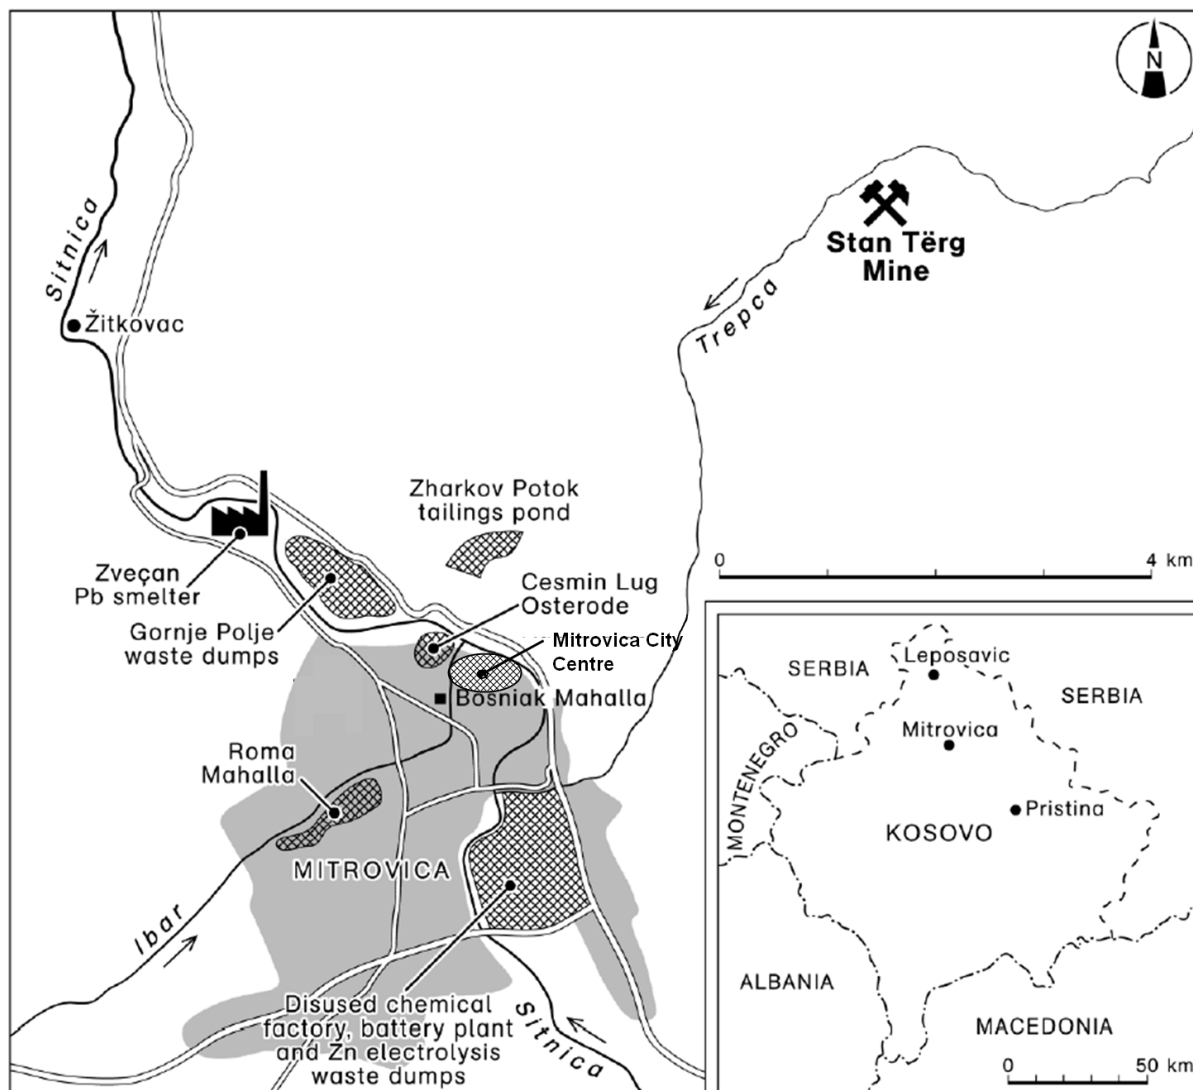 N
Stan Tërg
Mine
Sitnica
Trepca
Žitkovac
Zharkov Potok
tailings pond
0
4 km
Zveçan
Pb smelter
Cesmin Lug
Osterode
Gornje Polje
waste dumps
Mitrovica City
Centre
Bosniak Mahalla
Roma
Mahalla
MITROVICA
Ibar
Disused chemical
factory, battery plant
and Zn electrolysis
waste dumps
Sitnica
SERBIA
Leposavic
SERBIA
Mitrovica
MONTENEGRO
Pristina
KOSOVO
ALBANIA
MACEDONIA
0
50 km